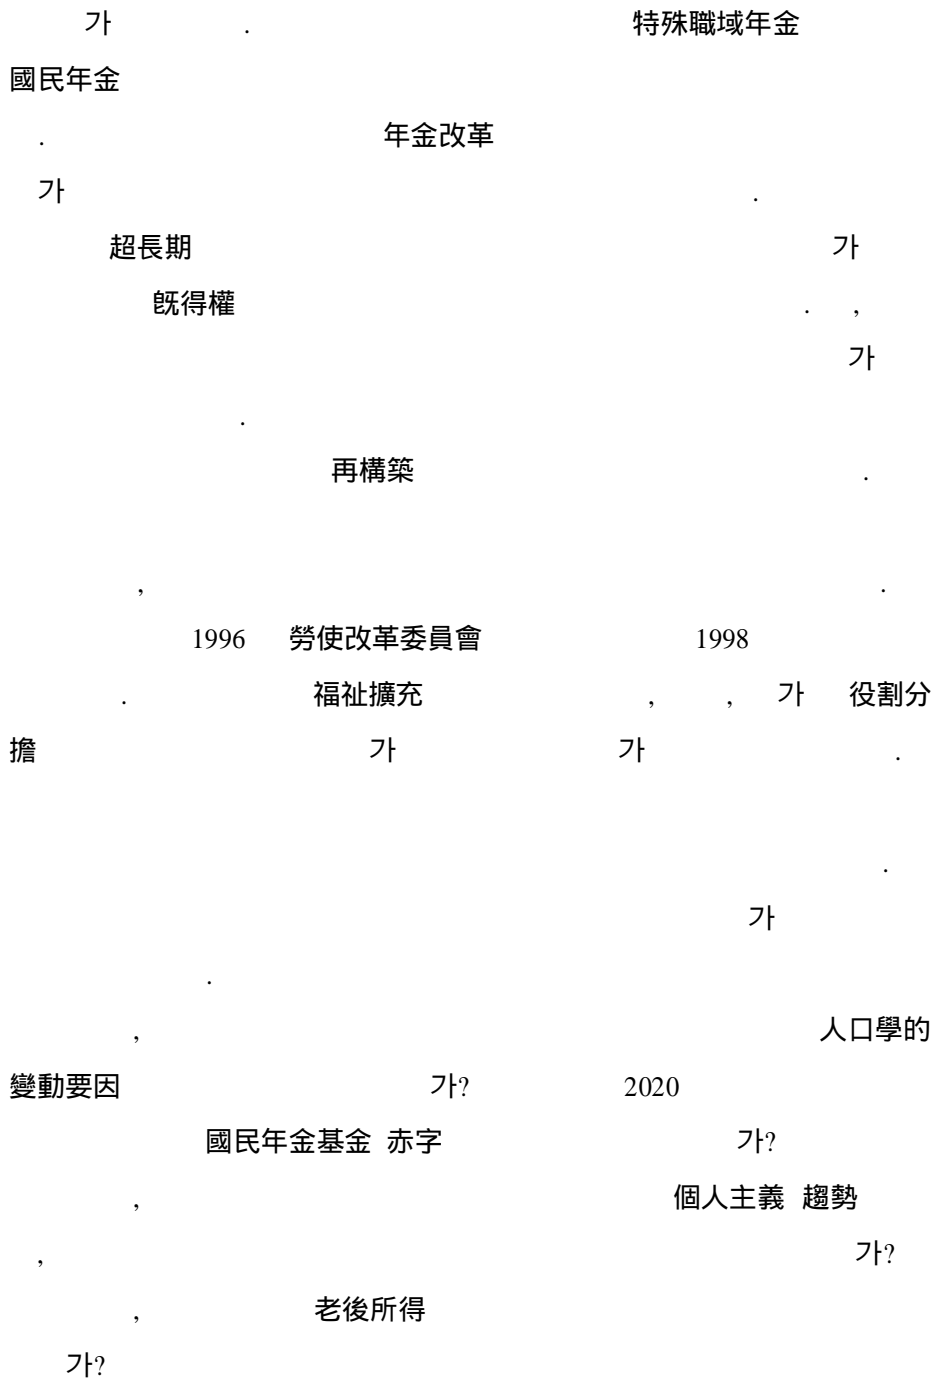 가 . 特殊職域年金
國民年金
. 年金改革
가 .
超長期 가
旣得權 . ,
가
.
再構築 .
, .
1996 勞使改革委員會 1998
. 福祉擴充 , , 가 役割分
擔 가 가 .
.
가
.
, 人口學的
變動要因 가? 2020
國民年金基金 赤字 가?
, 個人主義 趨勢
, 가?
, 老後所得
가?